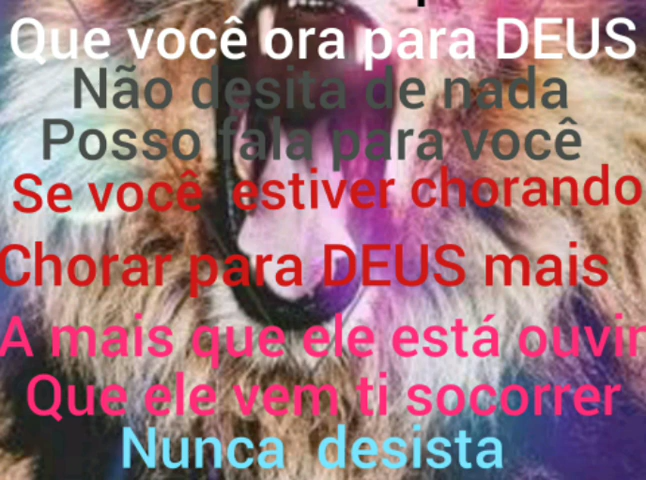 Que você ora para DEUS
Não desita de nada
Posso fala para você
Se você estiver chorando
Chorar para DEUS mais
A mais que ele está ouvir
Que ele vem ti socorrer
Nunca desista